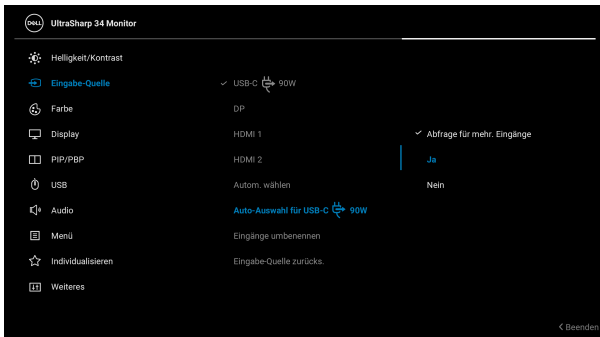 DELL UltraSharp 34 Monitor
Helligkeit/Kontrast
Eingabe-Quelle
USB-C 90W
Farbe
DP
Display
HDMI 1
Abfrage für mehr. Eingänge
PIP/PBP
HDMI 2
Ja
USB
Autom. wählen
Nein
Audio
Auto-Auswahl für USB-C 90W
Menü
Eingänge umbenennen
Individualisieren
Eingabe-Quelle zurücks.
Weiteres
Beenden